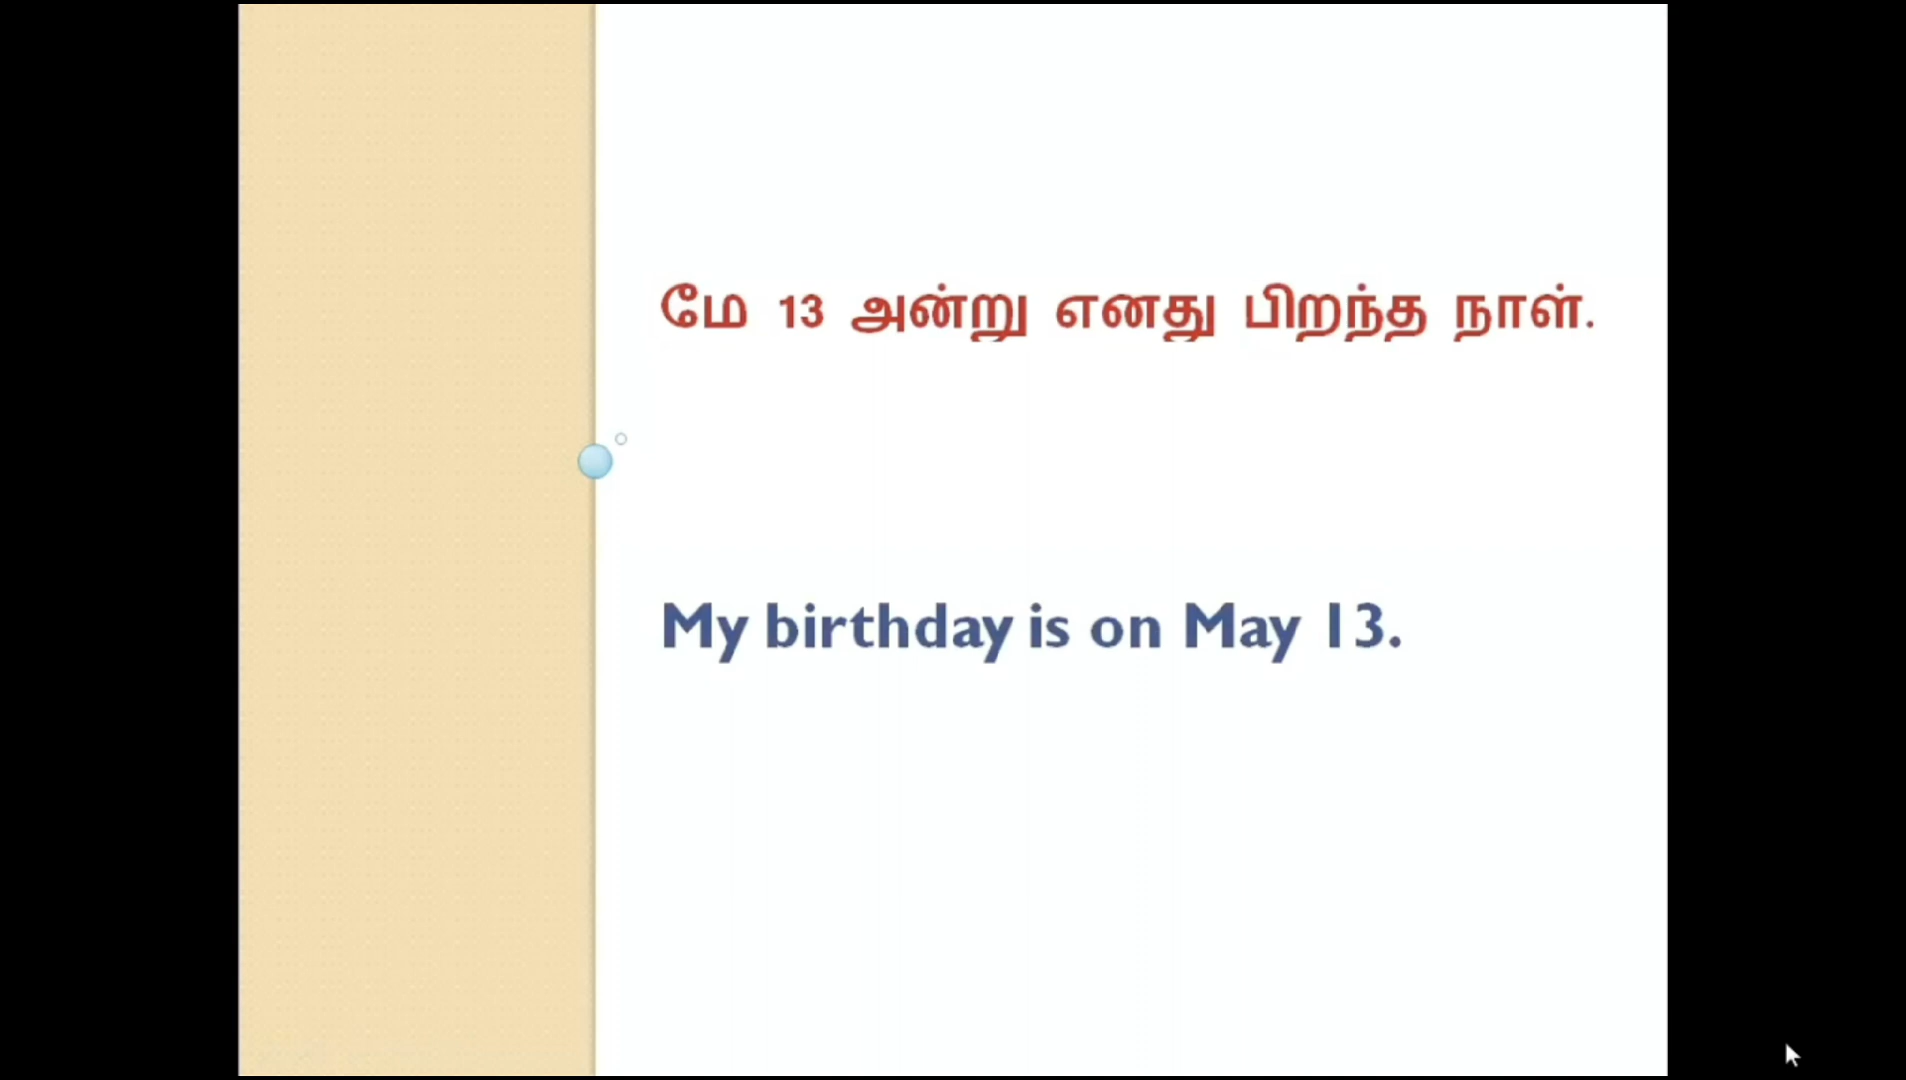 மே 13 அன்று எனது பிறந்த நாள்.
My birthday is on May 13.